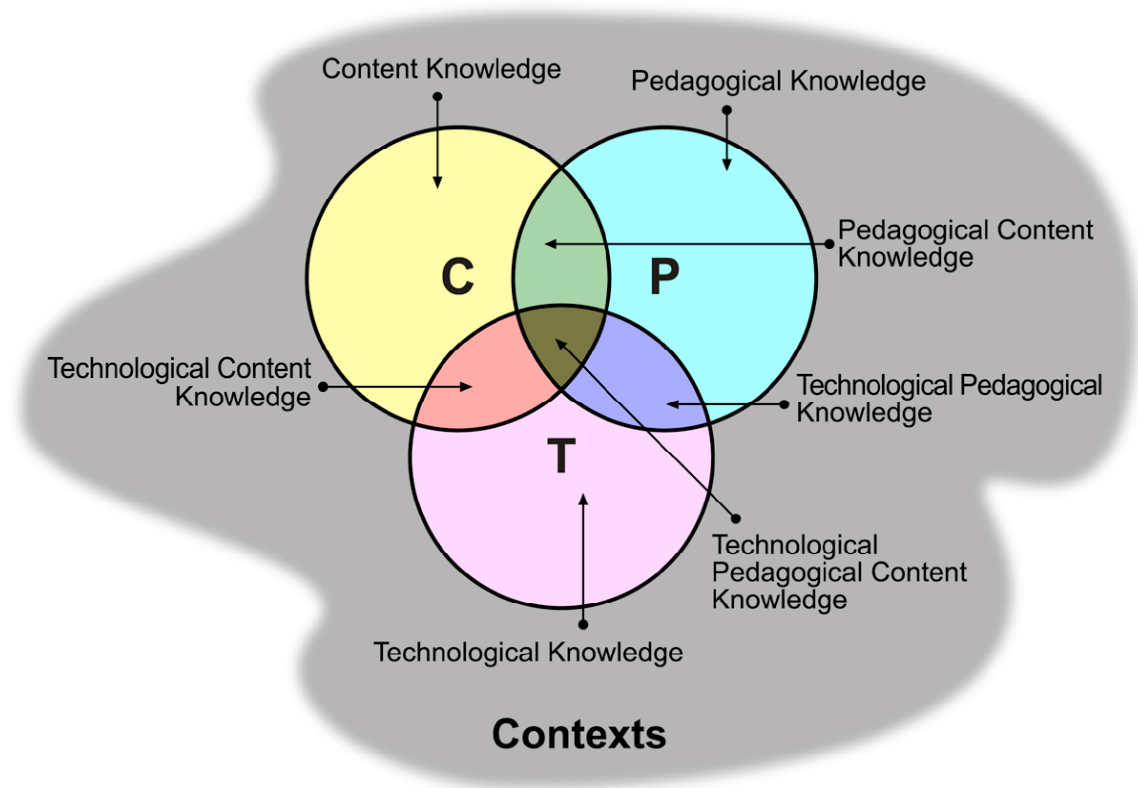 Content Knowledge
Pedagogical Knowledge
Pedagogical Content
Knowledge
C
P
Technological Content
Knowledge
Technological Pedagogical
Knowledge
T
Technological
Pedagogical Content
Knowledge
Technological Knowledge
Contexts